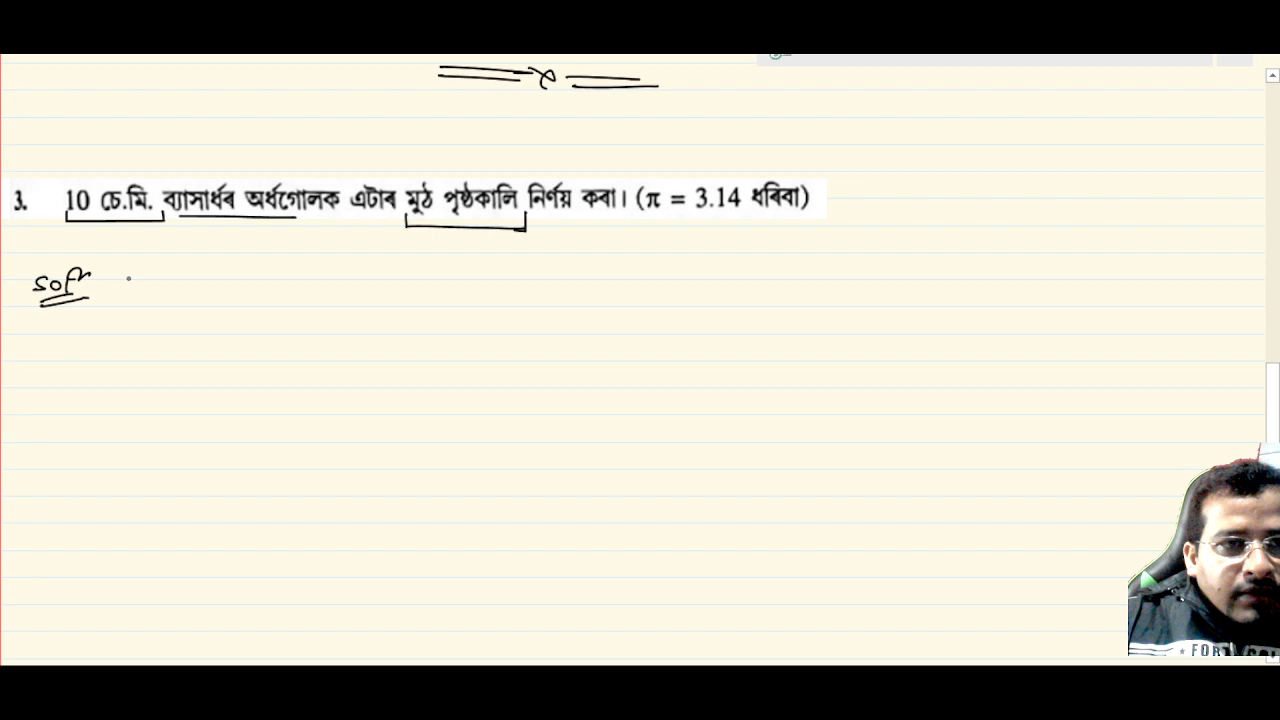 3. 10 চে.মি. ব্যাসাৰ্ধৰ অৰ্ধগোলক এটাৰ মুঠ পৃষ্ঠকালি নিৰ্ণয় কৰা। (π = 3.14 ধৰিবা)
Solⁿ